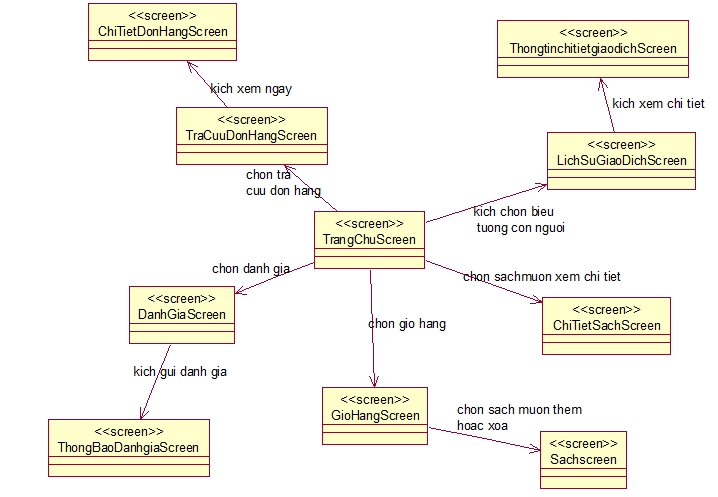 <<screen>>
ChiTietDonHangScreen
<<screen>>
ThongtinchitietgiaodichScreen
kich xem ngay
kich xem chi tiet
<<screen>>
TraCuuDonHangScreen
<<screen>>
LichSuGiaoDichScreen
chon tra
cuu don hang
kich chon bieu
tuong con nguoi
<<screen>>
TrangChuScreen
chon danh gia
chon sachmuon xem chi tiet
<<screen>>
DanhGiaScreen
<<screen>>
ChiTietSachScreen
chon gio hang
kich gui danh gia
<<screen>>
GioHangScreen
chon sach muon them
hoac xoa
<<screen>>
ThongBaoDanhgiaScreen
<<screen>>
Sachscreen